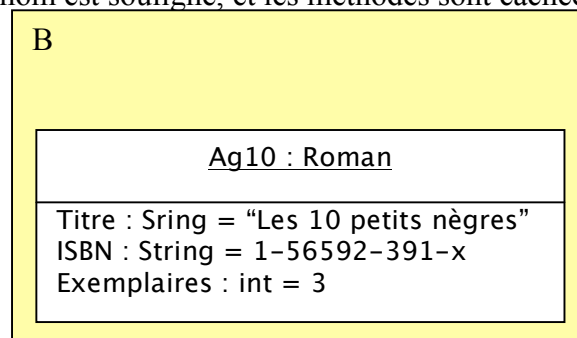 nom est souligné, et les méthodes sont cachée
B
Ag10 : Roman
Titre : Sring = “Les 10 petits nègres”
ISBN : String = 1-56592-391-x
Exemplaires : int = 3